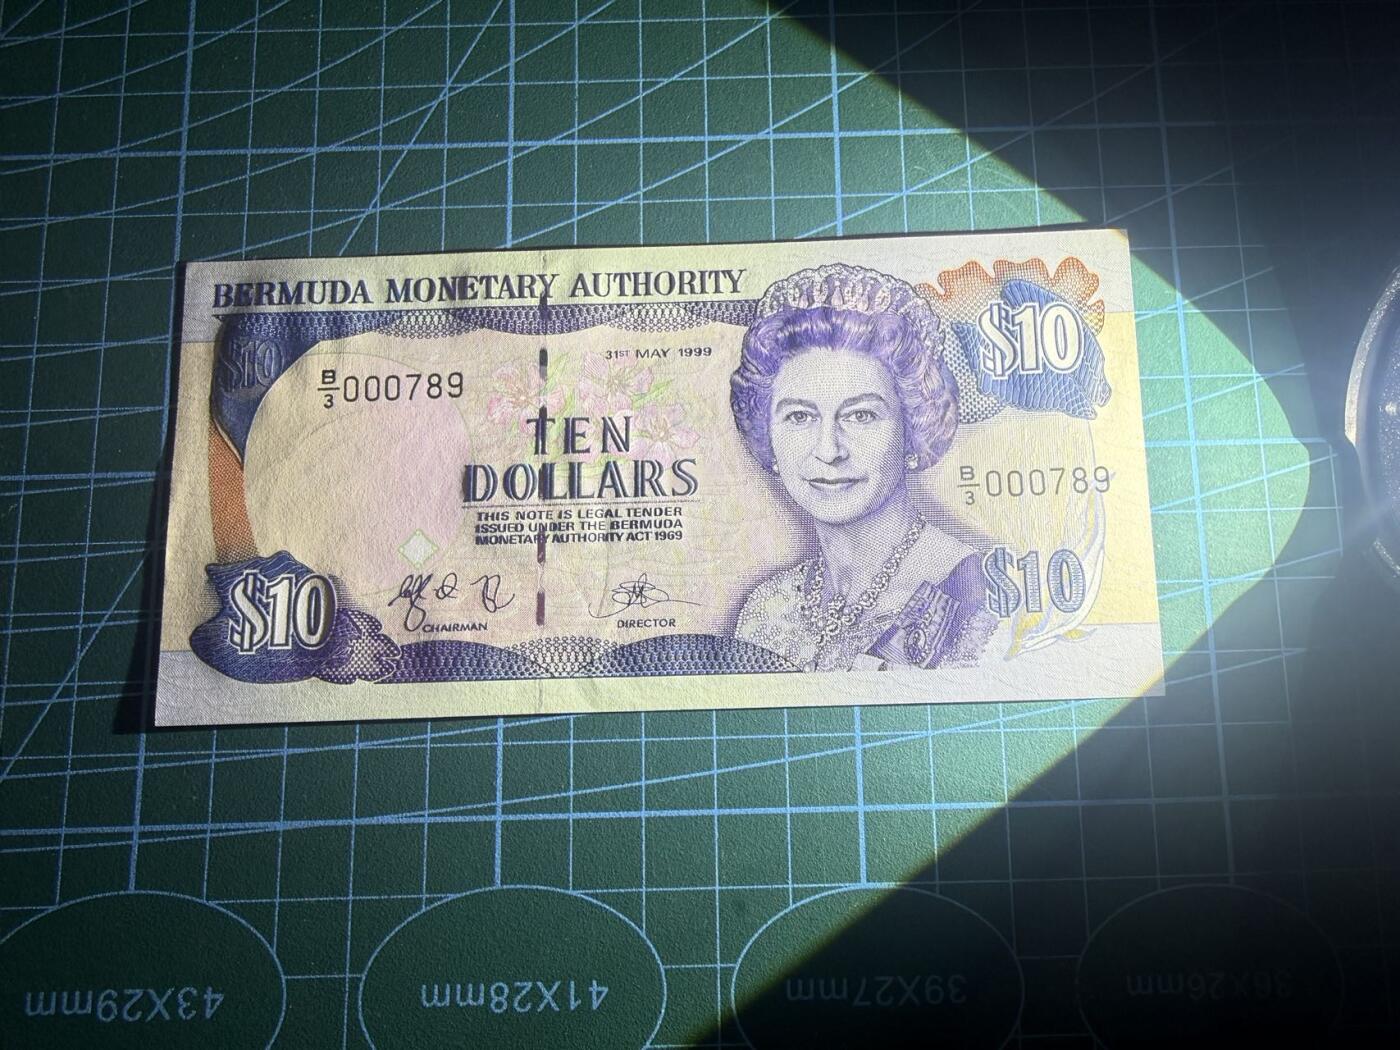 BERMUDA MONETARY AUTHORITY
$10
$10
31ST MAY 1999
B/3 000789
TEN
DOLLARS
B/3 000789
THIS NOTE IS LEGAL TENDER
ISSUED UNDER THE BERMUDA
MONETARY AUTHORITY ACT 1969
$10
$10
CHAIRMAN
DIRECTOR
43X29mm
41X28mm
39X27mm
36X26mm